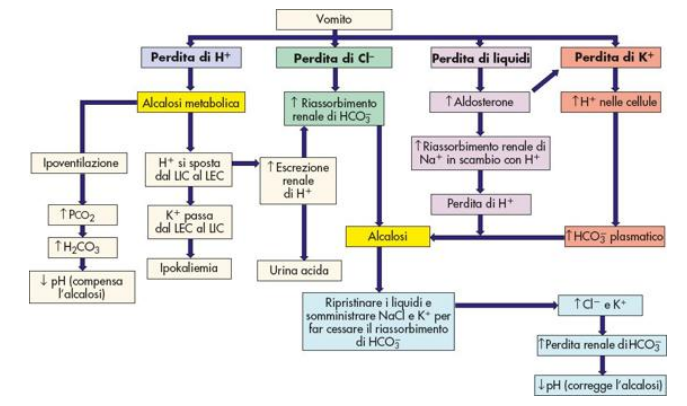 Vomito
Perdita di H⁺
Perdita di Cl⁻
Perdita di liquidi
Perdita di K⁺
Alcalosi metabolica
↑ Riassorbimento
renale di HCO₃⁻
↑ Aldosterone
↑ H⁺ nelle cellule
Ipoventilazione
H⁺ si sposta
dal LIC al LEC
↑ Escrezione
renale
di H⁺
↑ Riassorbimento renale di
Na⁺ in scambio con H⁺
↑ PCO₂
K⁺ passa
dal LEC al LIC
Perdita di H⁺
↑ H₂CO₃
Alcalosi
↑ HCO₃⁻ plasmatico
↓ pH (compensa
l'alcalosi)
Ipokaliemia
Urina acida
Ripristinare i liquidi e
somministrare NaCl e K⁺ per
far cessare il riassorbimento
di HCO₃⁻
↑ Cl⁻ e K⁺
↑ Perdita renale di HCO₃⁻
↓ pH (corregge l'alcalosi)